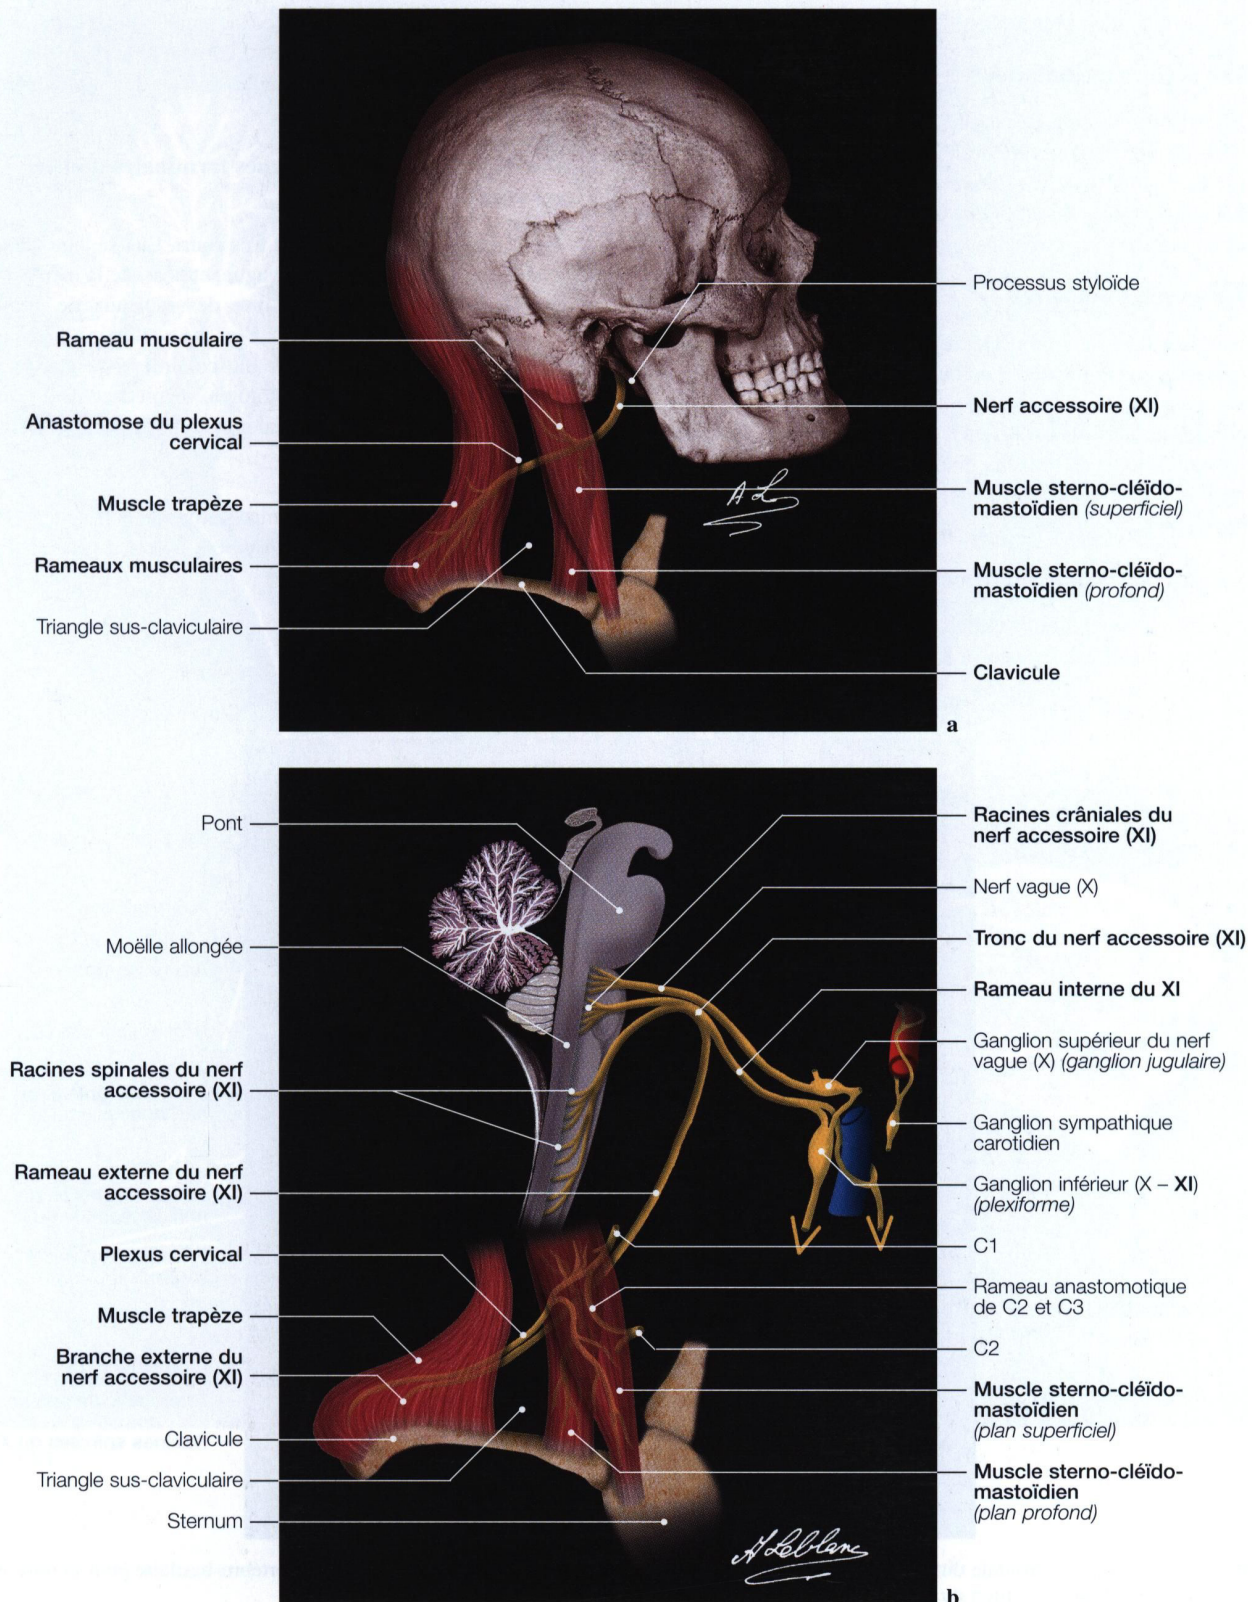 Processus styloïde
Rameau musculaire
Nerf accessoire (XI)
Anastomose du plexus
cervical
Muscle sterno-cléïdo-
mastoïdien (superficiel)
Muscle trapèze
Rameaux musculaires
Muscle sterno-cléïdo-
mastoïdien (profond)
Triangle sus-claviculaire
Clavicule
a
Pont
Racines crâniales du
nerf accessoire (XI)
Nerf vague (X)
Moëlle allongée
Tronc du nerf accessoire (XI)
Rameau interne du XI
Ganglion supérieur du nerf
vague (X) (ganglion jugulaire)
Racines spinales du nerf
accessoire (XI)
Ganglion sympathique
carotidien
Rameau externe du nerf
accessoire (XI)
Ganglion inférieur (X – XI)
(plexiforme)
Plexus cervical
C1
Rameau anastomotique
de C2 et C3
Muscle trapèze
C2
Branche externe du
nerf accessoire (XI)
Muscle sterno-cléïdo-
mastoïdien
(plan superficiel)
Clavicule
Triangle sus-claviculaire
Muscle sterno-cléïdo-
mastoïdien
(plan profond)
Sternum
A Leblanc
b